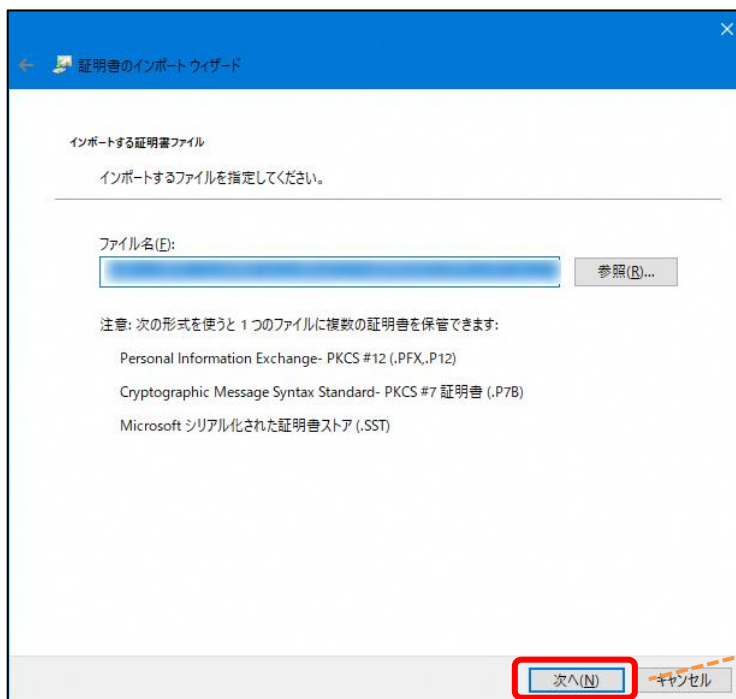 証明書のインポート ウィザード
インポートする証明書ファイル
インポートするファイルを指定してください。
ファイル名(F):
参照(R)...
注意: 次の形式を使うと 1 つのファイルに複数の証明書を保管できます:
Personal Information Exchange- PKCS #12 (.PFX,.P12)
Cryptographic Message Syntax Standard- PKCS #7 証明書 (.P7B)
Microsoft シリアル化された証明書ストア (.SST)
次へ(N)
キャンセル